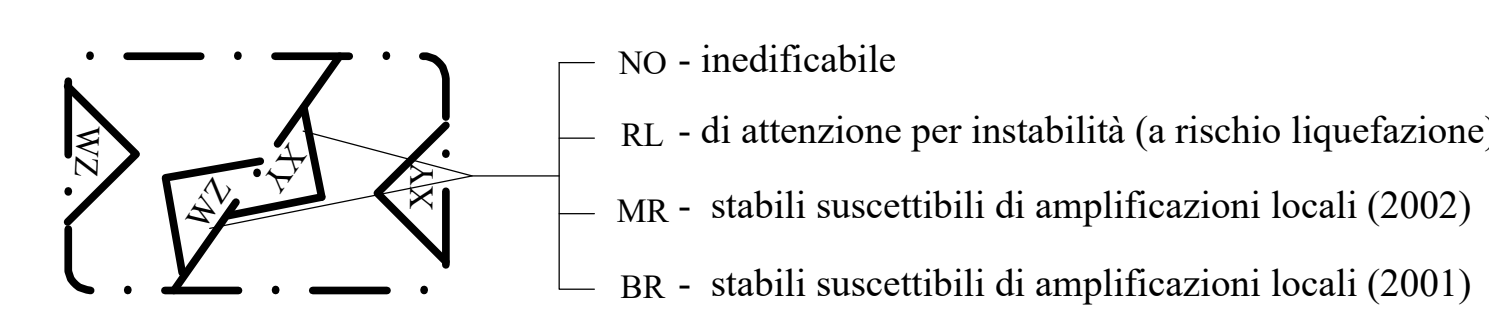 NO - inedificabile
RL - di attenzione per instabilità (a rischio liquefazione)
MR - stabili suscettibili di amplificazioni locali (2002)
BR - stabili suscettibili di amplificazioni locali (2001)
WZ
WZ
XY
XY